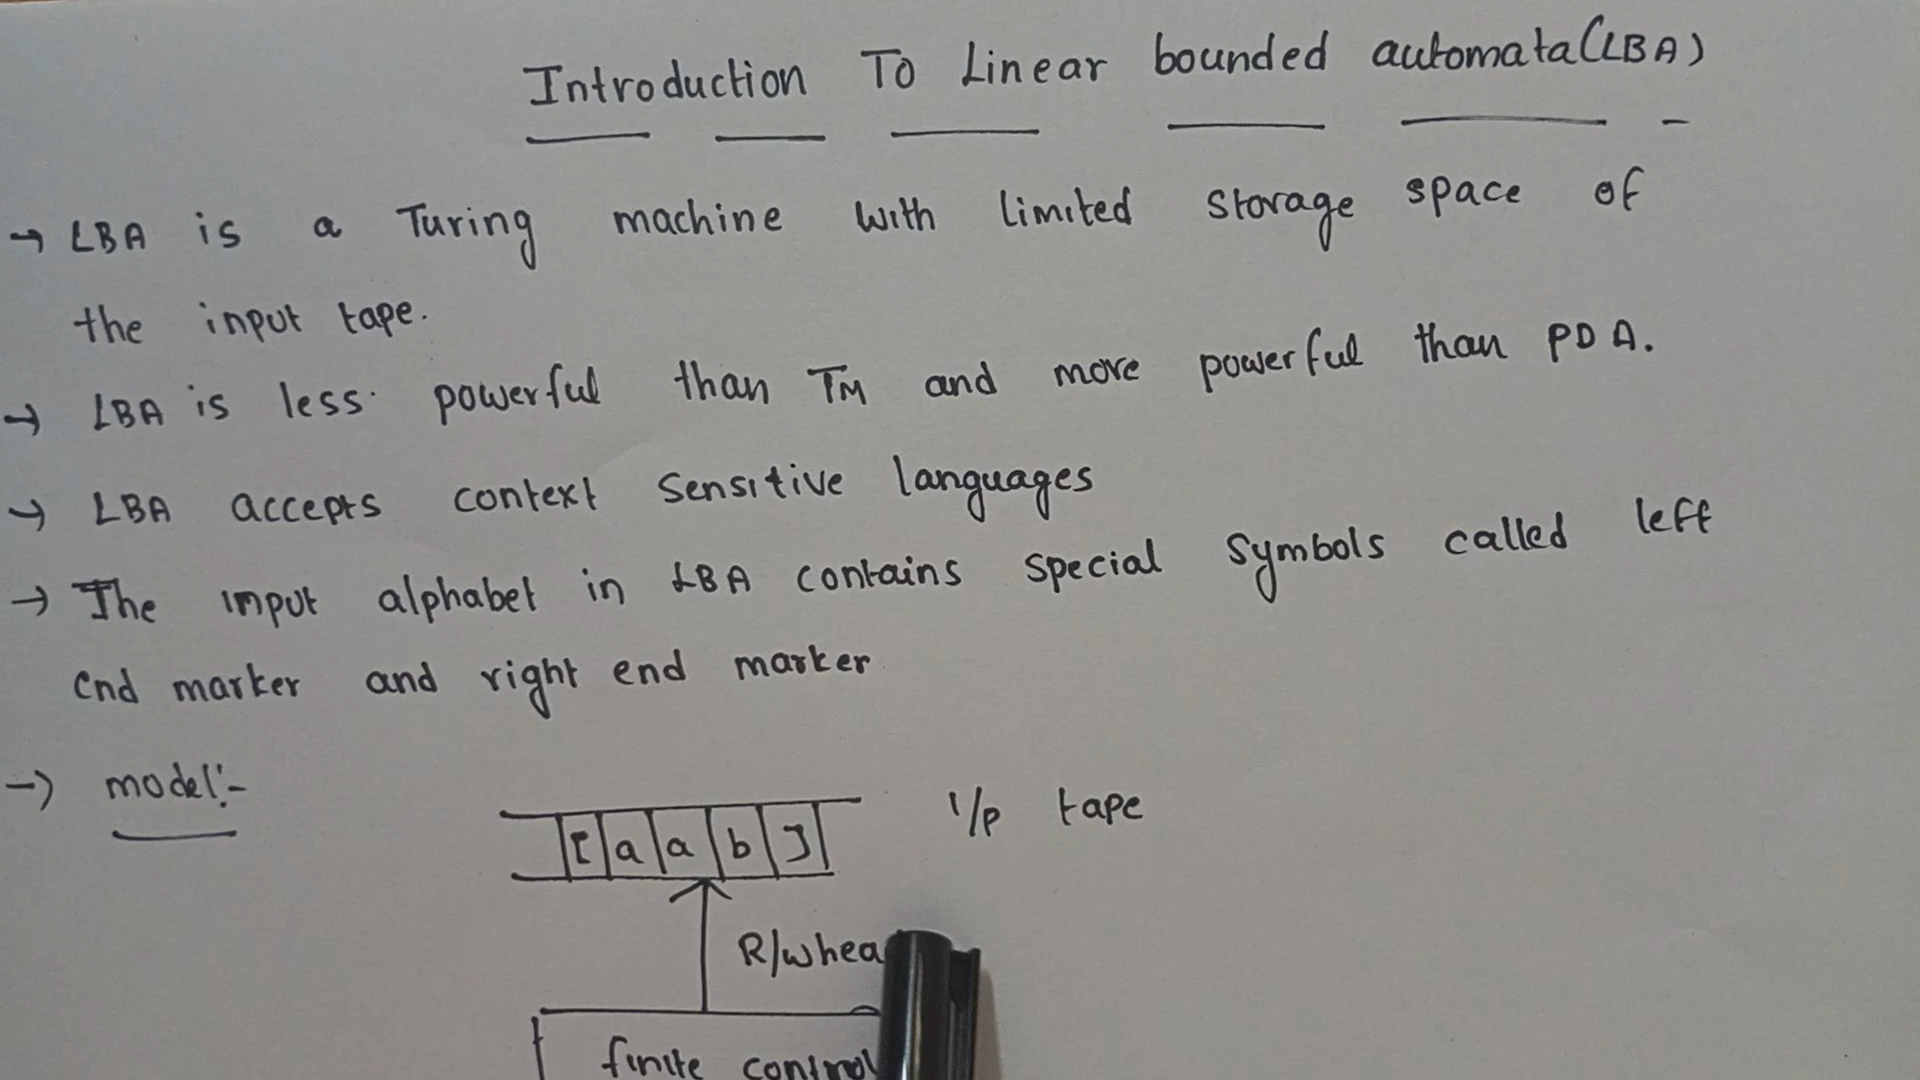 Introduction To Linear bounded automata(LBA)
→ LBA is a Turing machine with limited storage space of
the input tape.
→ LBA is less powerful than TM and more powerful than PDA.
→ LBA accepts context sensitive languages
→ The input alphabet in LBA contains special symbols called left
end marker and right end marker
→ model:-
[ a a b ] I/P tape
R/whea
finite control